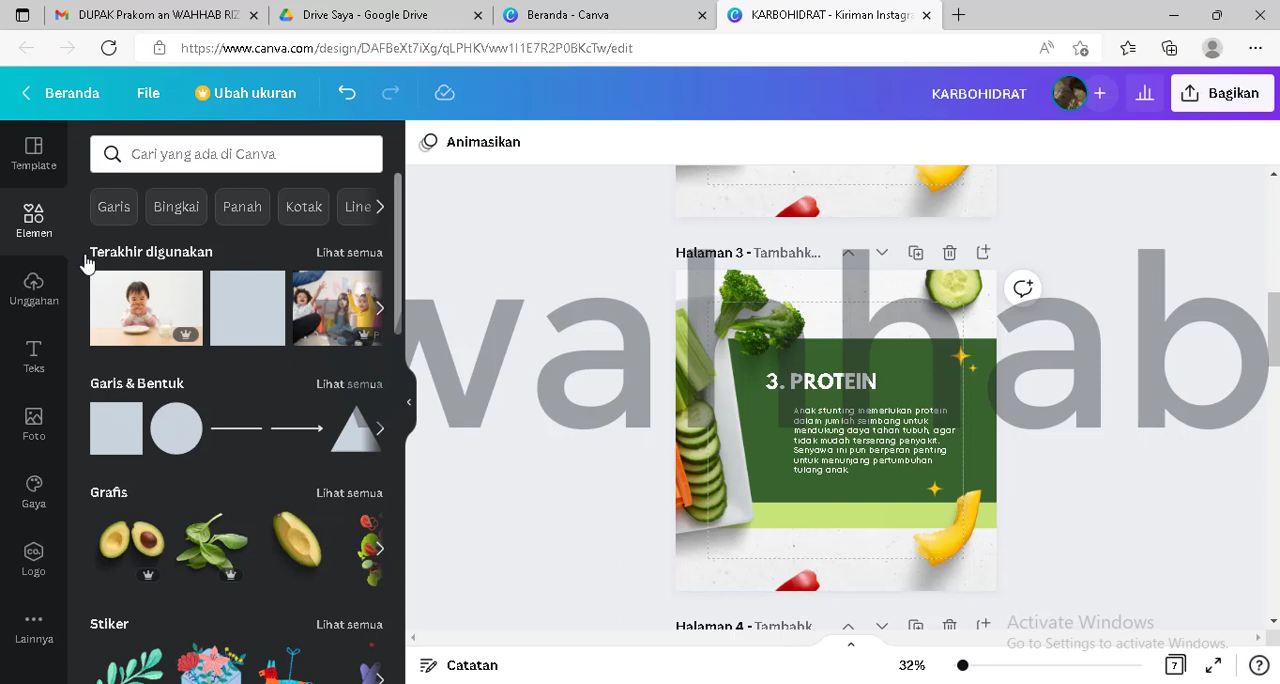 DUPAK Prakom an WAHHAB RIZ
Drive Saya - Google Drive
Beranda - Canva
KARBOHIDRAT - Kiriman Instagra
https://www.canva.com/design/DAFBeXt7iXg/qLPHKVww1I1E7R2P0BKcTw/edit
Beranda
File
Ubah ukuran
KARBOHIDRAT
Bagikan
Template
Elemen
Unggahan
Teks
Foto
Gaya
CO.
Logo
Lainnya
Cari yang ada di Canva
Garis
Bingkai
Panah
Kotak
Line
Terakhir digunakan
Lihat semua
Garis & Bentuk
Lihat semua
Grafis
Lihat semua
Stiker
Lihat semua
Animasikan
Halaman 3 - Tambahk...
wahhab
3. PROTEIN
Anak stunting memerlukan protein
dalam jumlah seimbang untuk
mendukung daya tahan tubuh, agar
tidak mudah terserang penyakit.
Senyawa ini pun berperan penting
untuk menunjang pertumbuhan
tulang anak.
Halaman 4 - Tambahk
Activate Windows
Go to Settings to activate Windows.
Catatan
32%
7